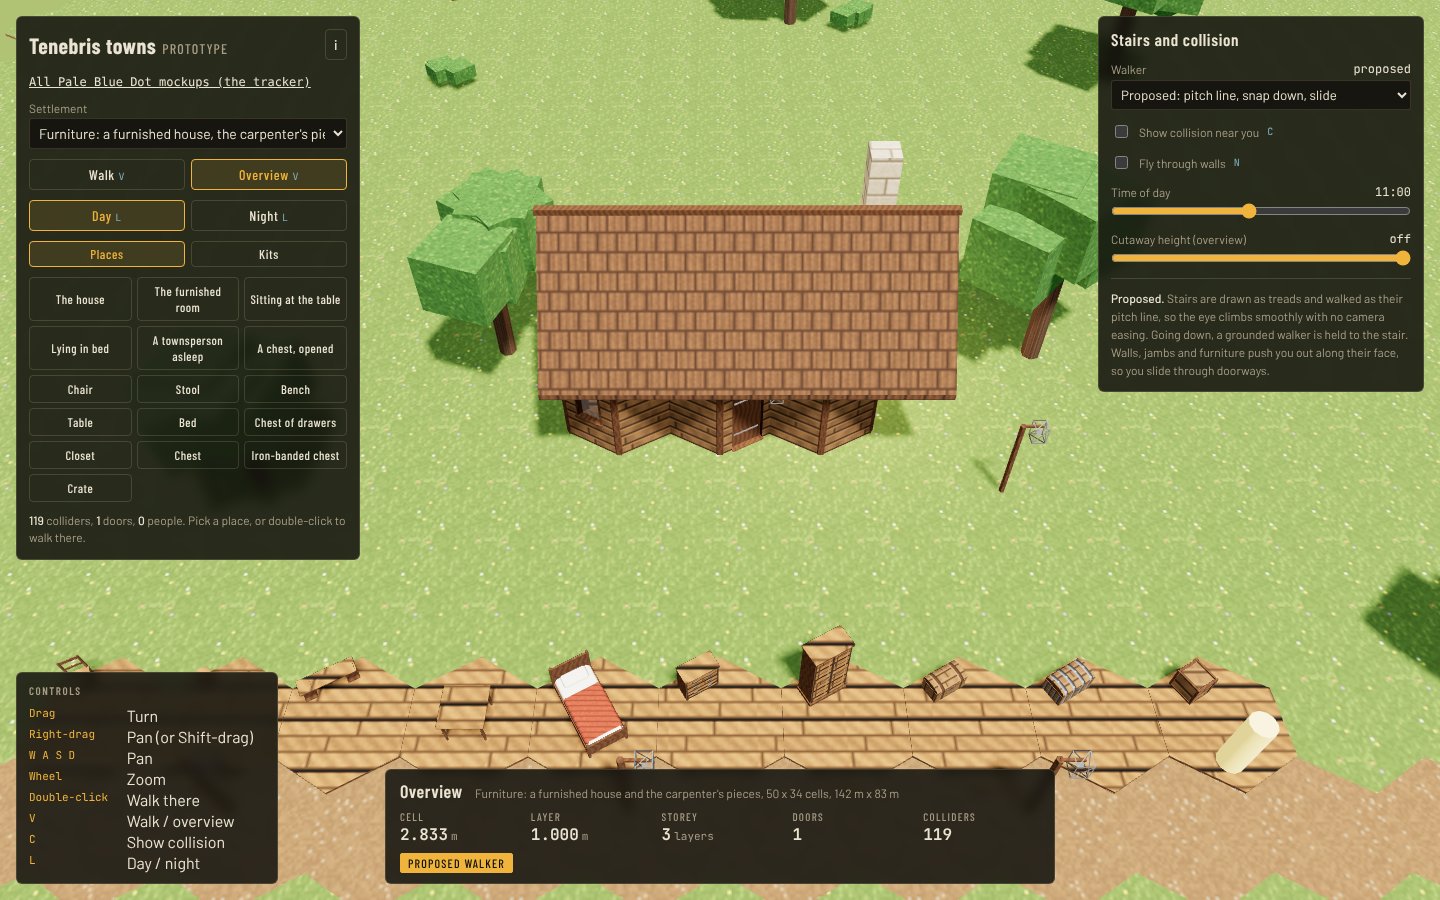 Tenebris towns PROTOTYPE
i
All Pale Blue Dot mockups (the tracker)
Settlement
Furniture: a furnished house, the carpenter's pie
Walk V
Overview V
Day L
Night L
Places
Kits
The house
The furnished
room
Sitting at the table
Lying in bed
A townsperson
asleep
A chest, opened
Chair
Stool
Bench
Table
Bed
Chest of drawers
Closet
Chest
Iron-banded chest
Crate
119 colliders, 1 doors, 0 people. Pick a place, or double-click to
walk there.
CONTROLS
Drag Turn
Right-drag Pan (or Shift-drag)
W A S D Pan
Wheel Zoom
Double-click Walk there
V Walk / overview
C Show collision
L Day / night
Overview Furniture: a furnished house and the carpenter's pieces, 50 x 34 cells, 142 m x 83 m
CELL LAYER STOREY DOORS COLLIDERS
2.833 m 1.000 m 3 layers 1 119
PROPOSED WALKER
Stairs and collision
Walker proposed
Proposed: pitch line, snap down, slide
Show collision near you C
Fly through walls N
Time of day 11:00
Cutaway height (overview) off
Proposed. Stairs are drawn as treads and walked as their
pitch line, so the eye climbs smoothly with no camera
easing. Going down, a grounded walker is held to the stair.
Walls, jambs and furniture push you out along their face,
so you slide through doorways.